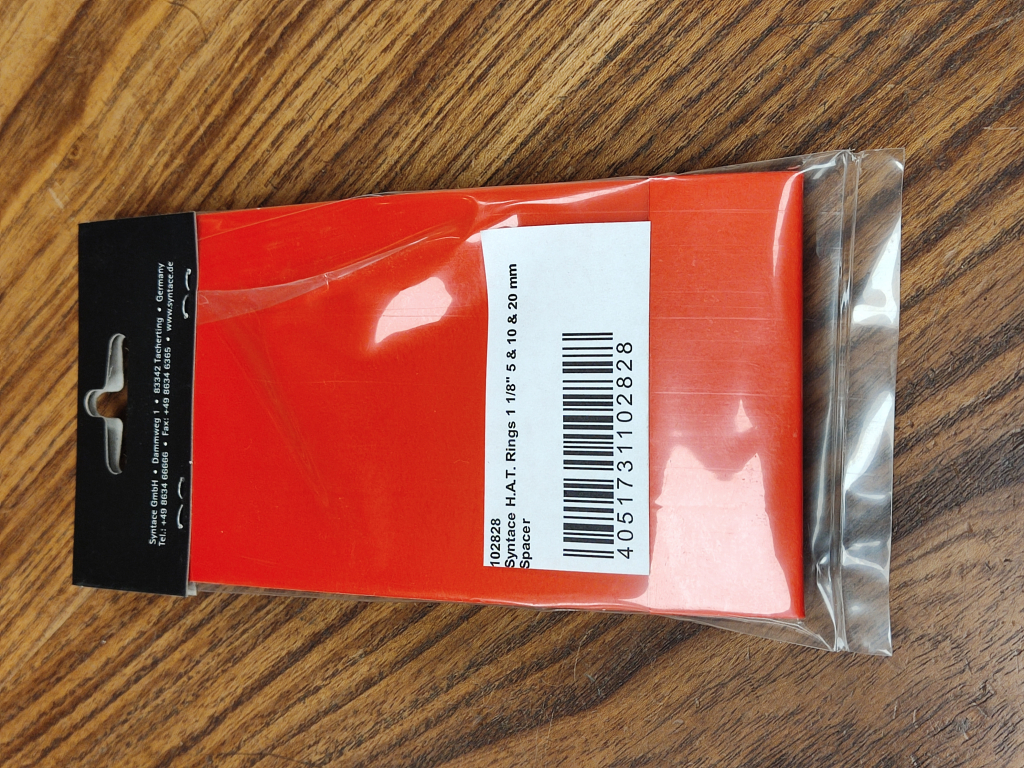 Syntace GmbH • Dammweg 1 • 83342 Tacherting • Germany
Tel.: +49 8634 66666 • Fax: +49 8634 6365 • www.syntace.de
102828
Syntace H.A.T. Rings 1 1/8" 5 & 10 & 20 mm
Spacer
4051731102828